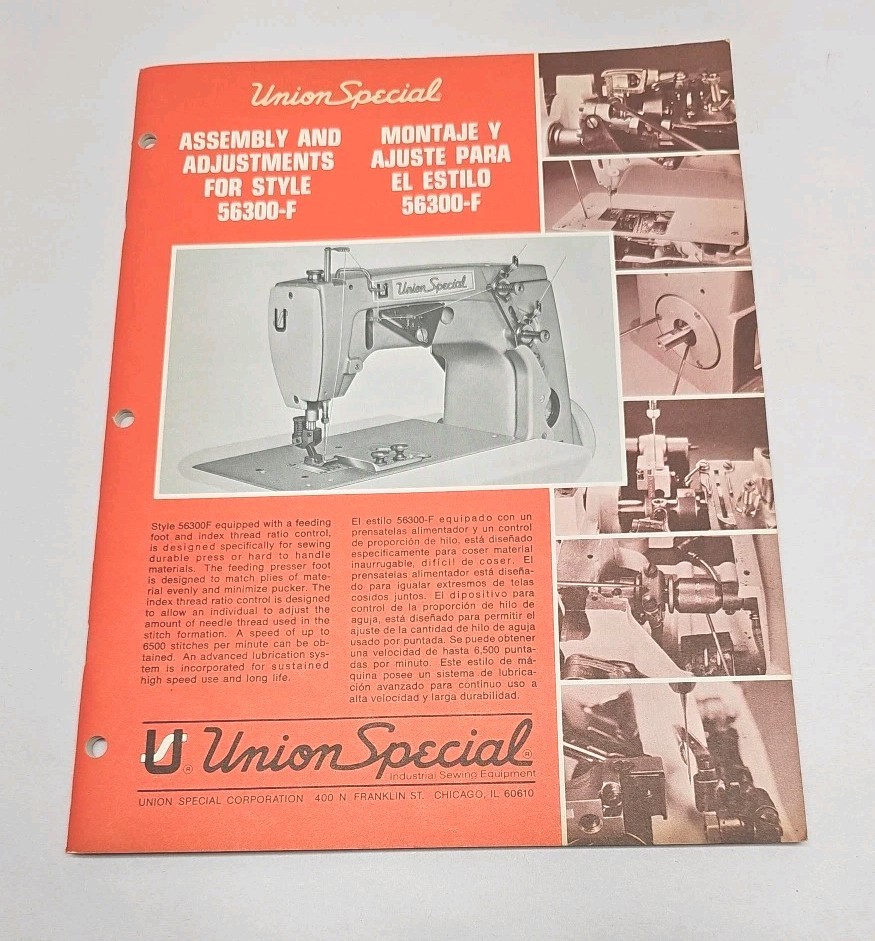 Union Special
ASSEMBLY AND
ADJUSTMENTS
FOR STYLE
56300-F
MONTAJE Y
AJUSTE PARA
EL ESTILO
56300-F
Union Special
Style 56300F equipped with a feeding
foot and index thread ratio control,
is designed specifically for sewing
durable press or hard to handle
materials. The feeding presser foot
is designed to match plies of mate-
rial evenly and minimize pucker. The
index thread ratio control is designed
to allow an individual to adjust the
amount of needle thread used in the
stitch formation. A speed of up to
6500 stitches per minute can be ob-
tained. An advanced lubrication sys-
tem is incorporated for sustained
high speed use and long life.
El estilo 56300-F equipado con un
prensatelas alimentador y un control
de proporción de hilo, está diseñado
especificamente para coser material
inaurrugable, difícil de coser. El
prensatelas alimentador está diseña-
do para igualar extresmos de telas
cosidos juntos. El dipositivo para
control de la proporción de hilo de
aguja, está diseñado para permitir el
ajuste de la cantidad de hilo de aguja
usado por puntada. Se puede obtener
una velocidad de hasta 6,500 punta-
das por minuto. Este estilo de má-
quina posee un sistema de lubrica-
ción avanzado para continuo uso a
alta velocidad y larga durabilidad.
US® Union Special®
Industrial Sewing Equipment
UNION SPECIAL CORPORATION 400 N. FRANKLIN ST. CHICAGO, IL 60610